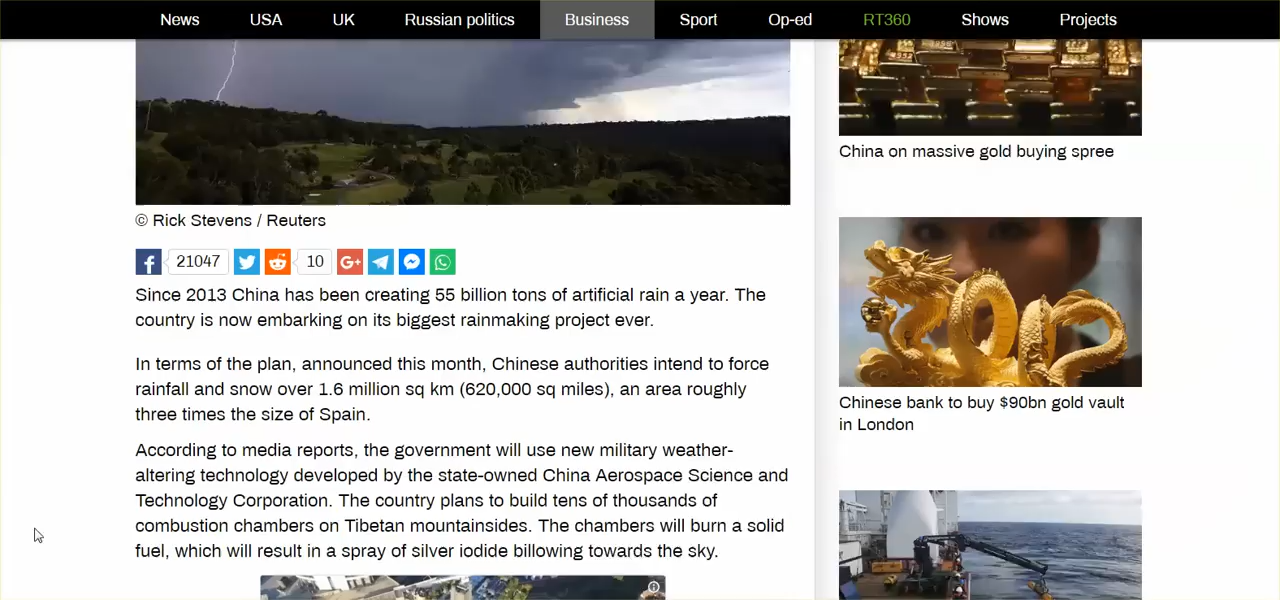 News USA UK Russian politics Business Sport Op-ed RT360 Shows Projects
© Rick Stevens / Reuters
21047 10
Since 2013 China has been creating 55 billion tons of artificial rain a year. The
country is now embarking on its biggest rainmaking project ever.
In terms of the plan, announced this month, Chinese authorities intend to force
rainfall and snow over 1.6 million sq km (620,000 sq miles), an area roughly
three times the size of Spain.
According to media reports, the government will use new military weather-
altering technology developed by the state-owned China Aerospace Science and
Technology Corporation. The country plans to build tens of thousands of
combustion chambers on Tibetan mountainsides. The chambers will burn a solid
fuel, which will result in a spray of silver iodide billowing towards the sky.
China on massive gold buying spree
Chinese bank to buy $90bn gold vault
in London